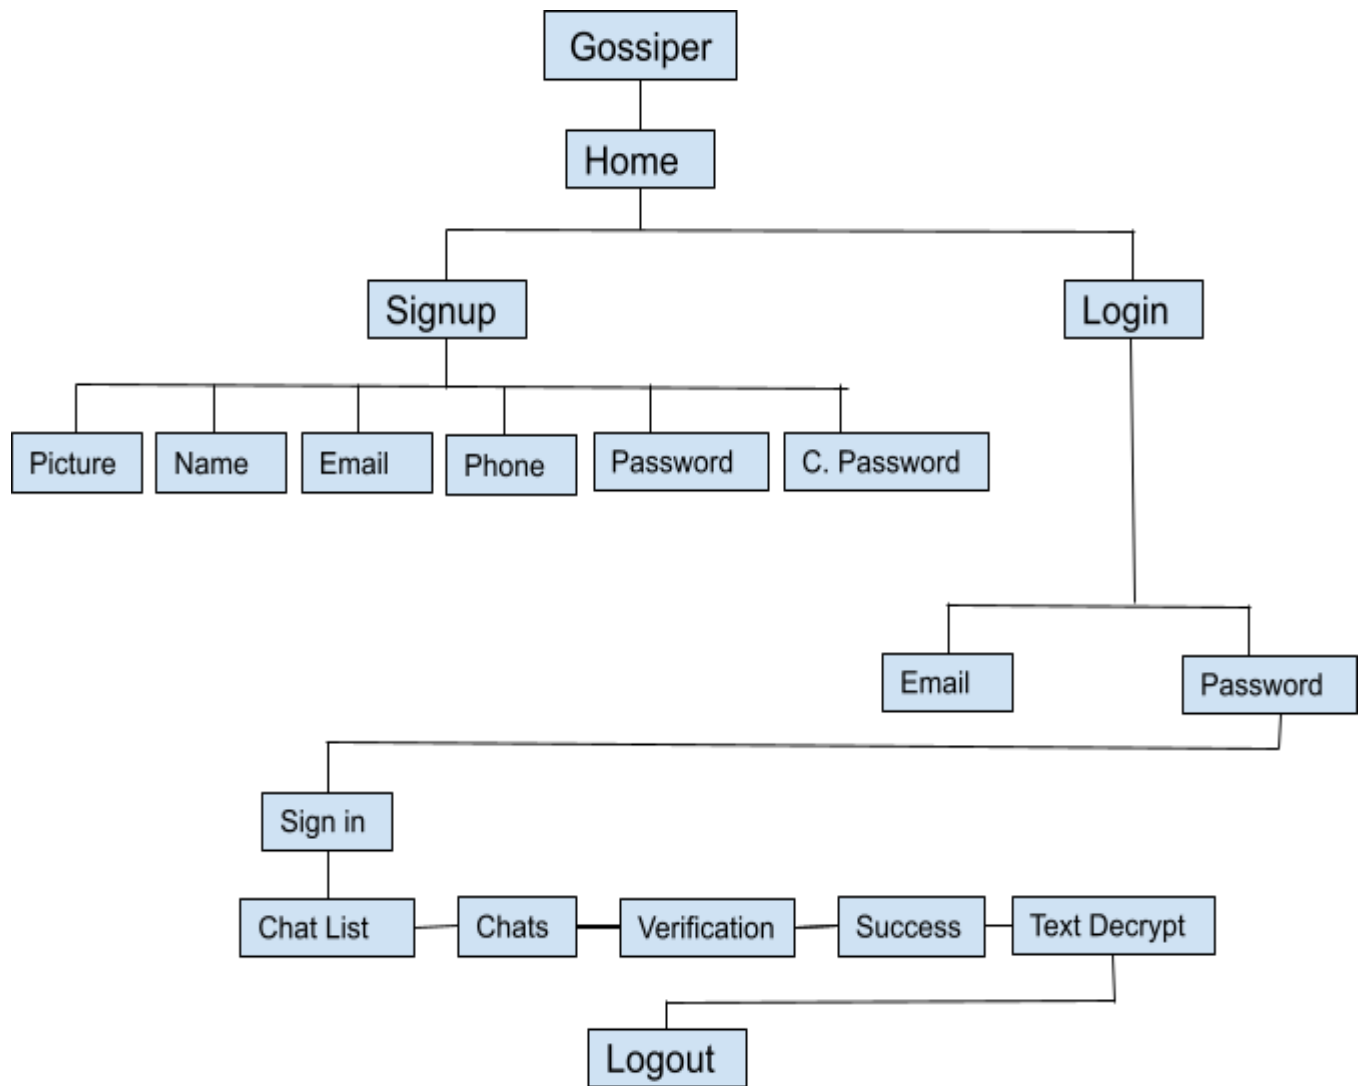 Gossiper
Home
Signup
Login
Picture
Name
Email
Phone
Password
C. Password
Email
Password
Sign in
Chat List
Chats
Verification
Success
Text Decrypt
Logout